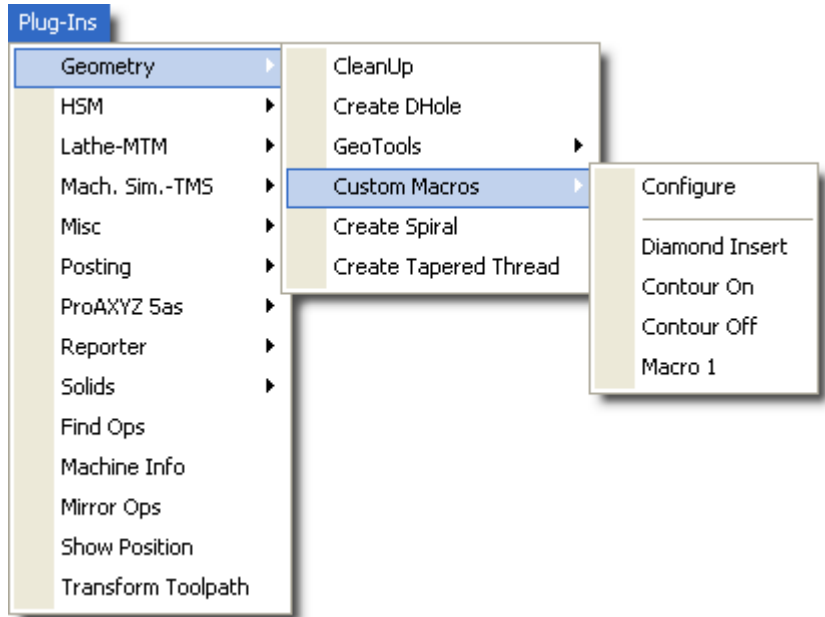 Plug-Ins
Geometry
HSM
Lathe-MTM
Mach. Sim.-TMS
Misc
Posting
ProAXYZ 5as
Reporter
Solids
Find Ops
Machine Info
Mirror Ops
Show Position
Transform Toolpath
CleanUp
Create DHole
GeoTools
Custom Macros
Create Spiral
Create Tapered Thread
Configure
Diamond Insert
Contour On
Contour Off
Macro 1